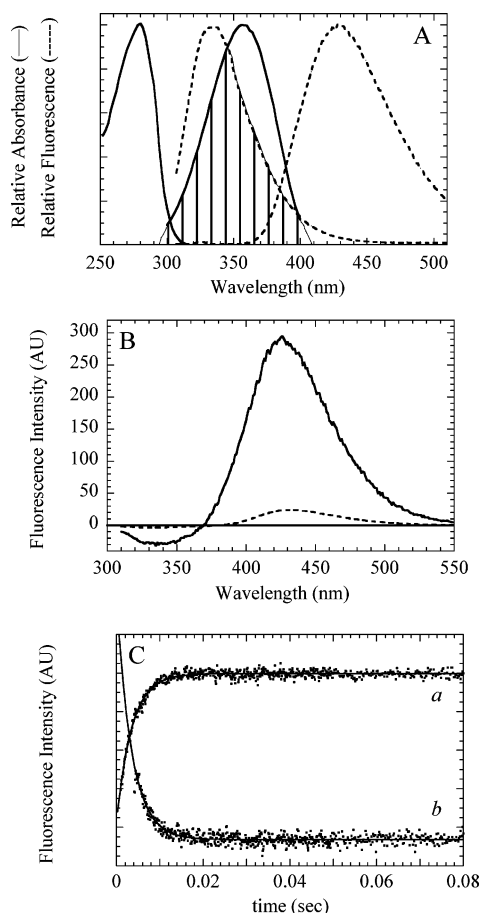 A
Relative Absorbance (——)
Relative Fluorescence (-----)
250 300 350 400 450 500
Wavelength (nm)
B
Fluorescence Intensity (AU)
300
250
200
150
100
50
0
300 350 400 450 500 550
Wavelength (nm)
C
Fluorescence Intensity (AU)
a
b
0 0.02 0.04 0.06 0.08
time (sec)